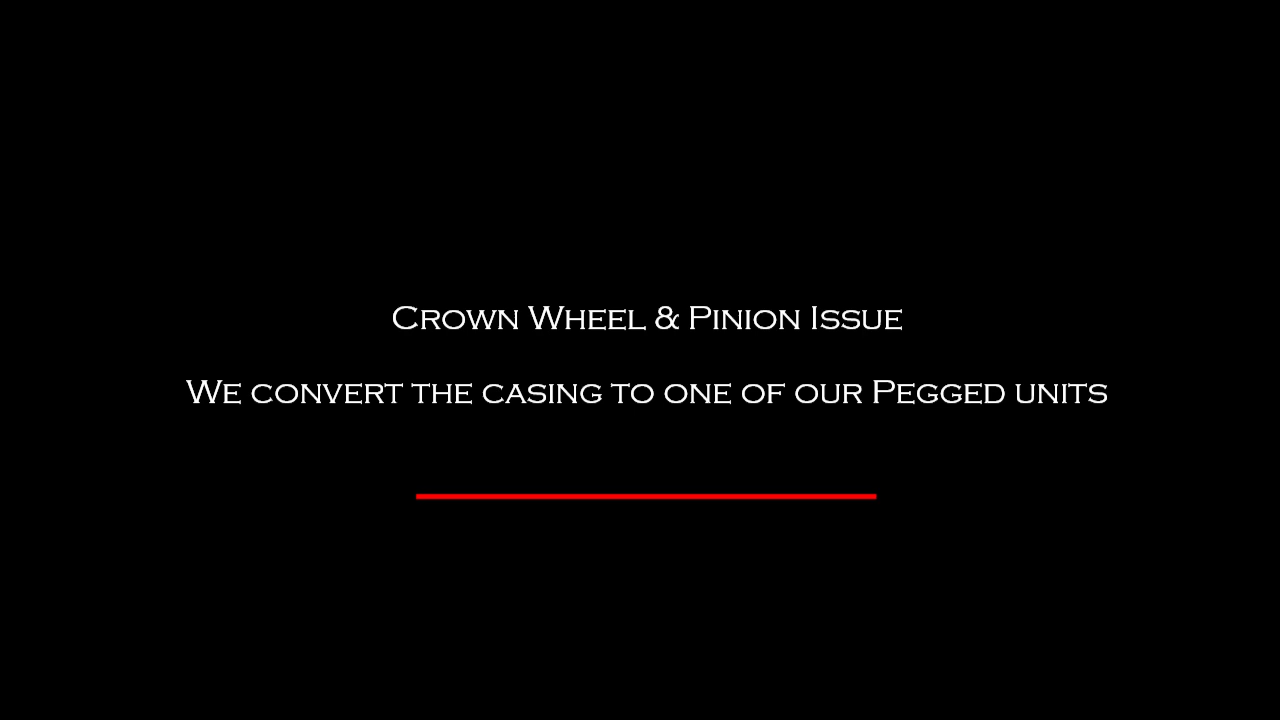 Crown Wheel & Pinion Issue
We convert the casing to one of our Pegged units